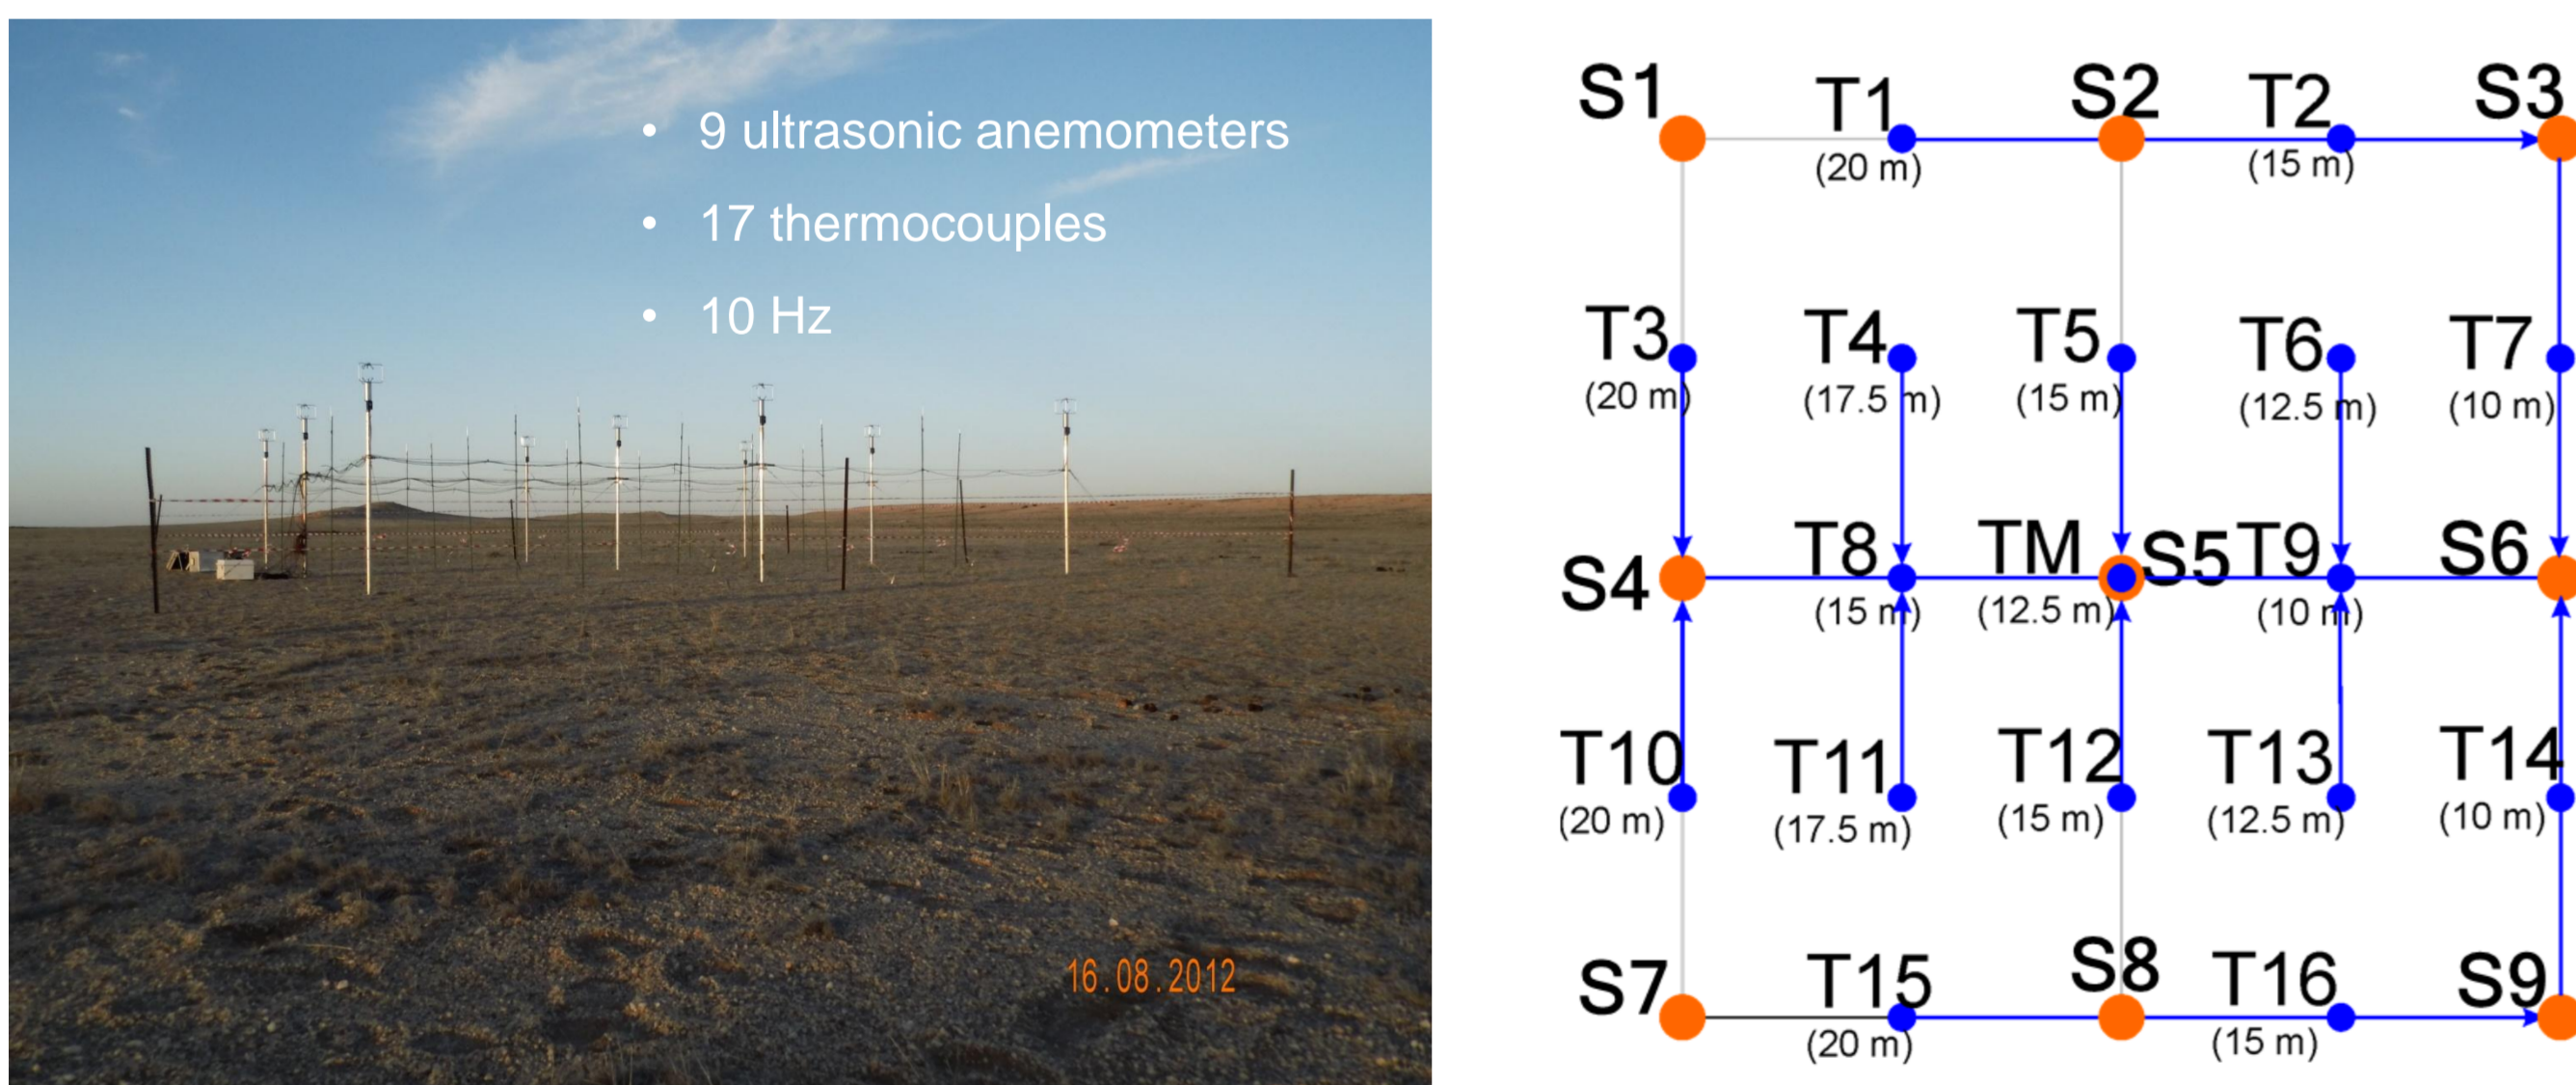 • 9 ultrasonic anemometers
• 17 thermocouples
• 10 Hz
16.08.2012
S1 T1 S2 T2 S3
(20 m) (15 m)
T3 T4 T5 T6 T7
(20 m) (17.5 m) (15 m) (12.5 m) (10 m)
S4 T8 TM S5 T9 S6
(15 m) (12.5 m) (10 m)
T10 T11 T12 T13 T14
(20 m) (17.5 m) (15 m) (12.5 m) (10 m)
S7 T15 S8 T16 S9
(20 m) (15 m)